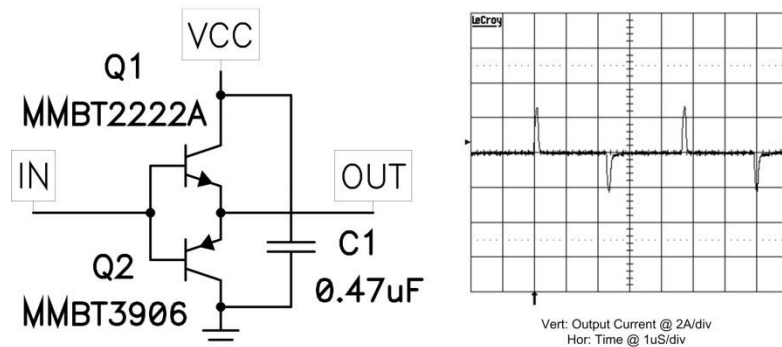 VCC
Q1
MMBT2222A
IN
OUT
Q2
C1
0.47uF
MMBT3906
LeCroy
Vert: Output Current @ 2A/div
Hor: Time @ 1uS/div